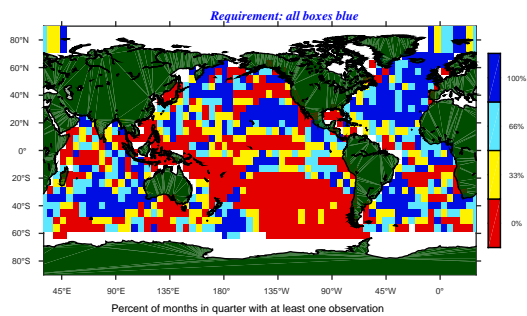 Requirement: all boxes blue
80°N
60°N
40°N
20°N
0°
20°S
40°S
60°S
80°S
45°E 90°E 135°E 180° 135°W 90°W 45°W 0°
100%
66%
33%
0%
Percent of months in quarter with at least one observation